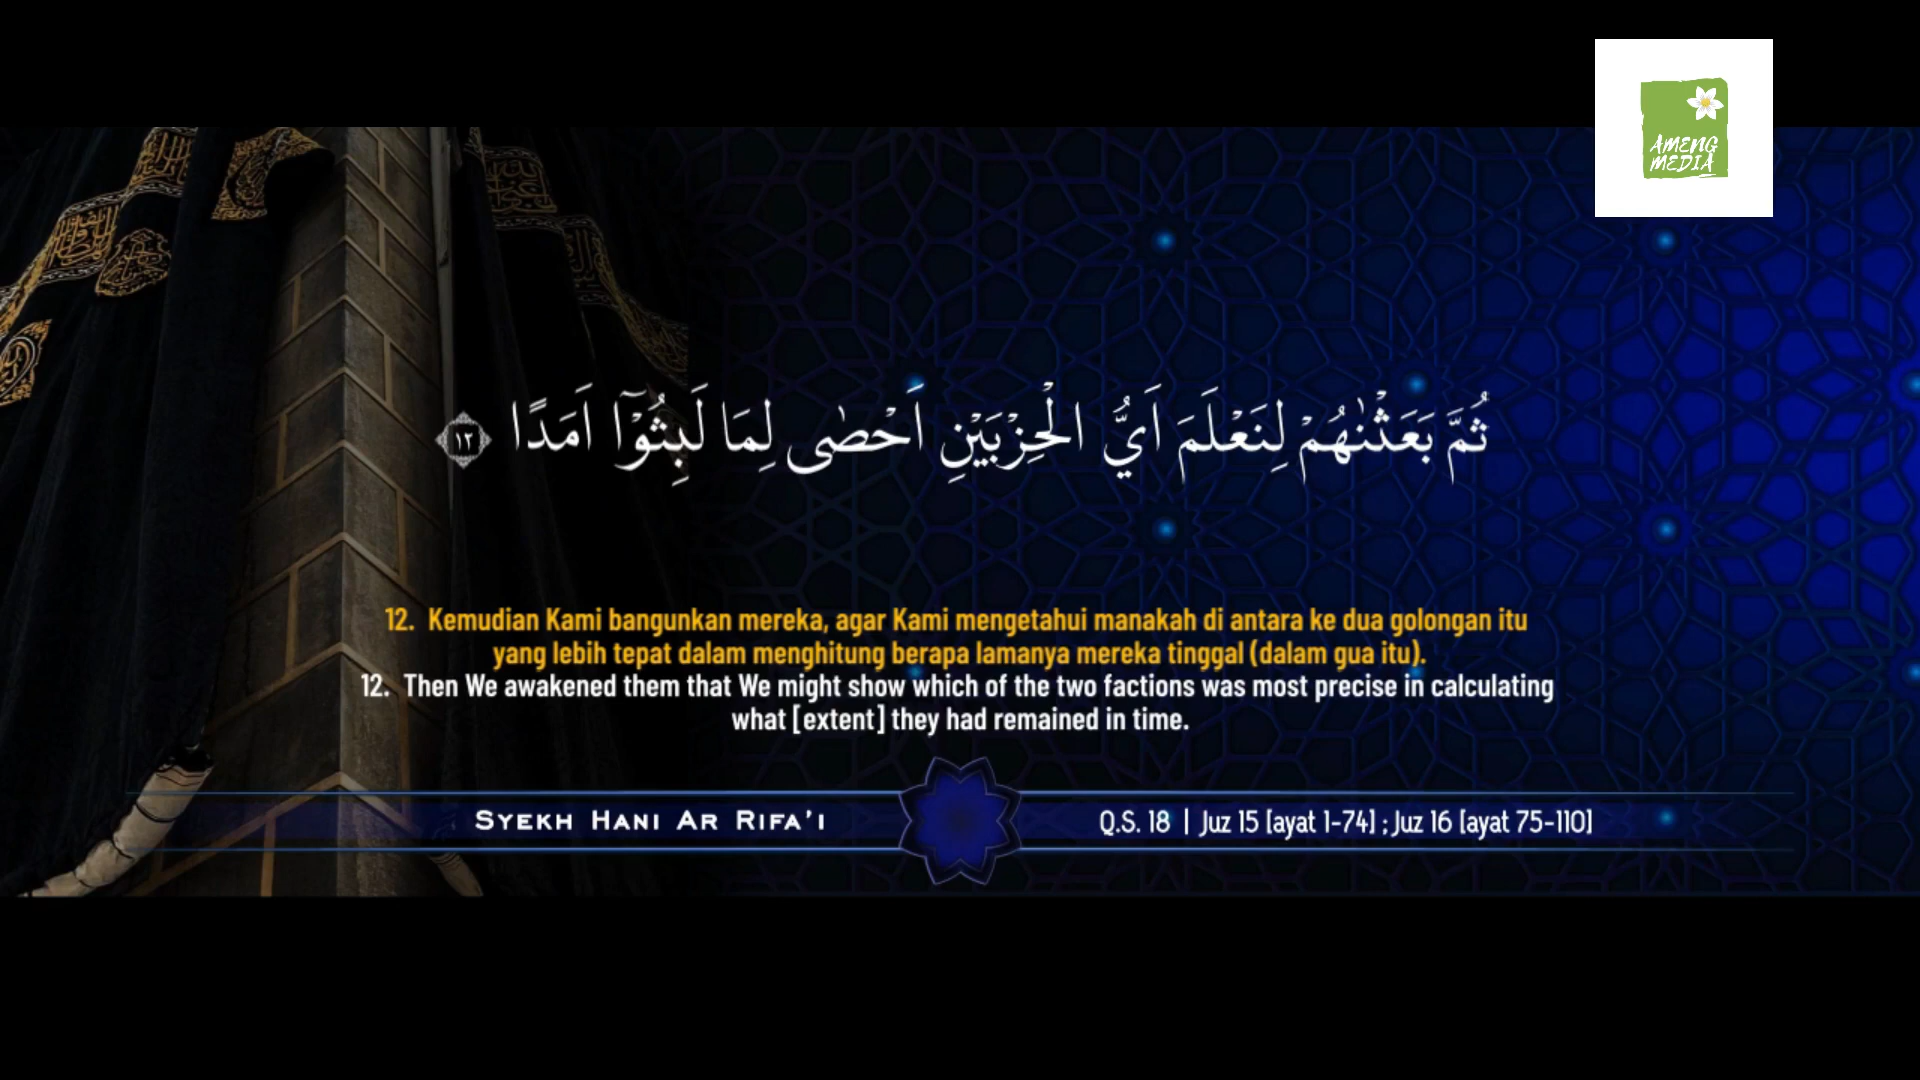 AMENG
MEDIA
ثُمَّ بَعَثْنٰهُمْ لِنَعْلَمَ اَيُّ الْحِزْبَيْنِ اَحْصٰى لِمَا لَبِثُوْٓا اَمَدًا ١٢
12. Kemudian Kami bangunkan mereka, agar Kami mengetahui manakah di antara ke dua golongan itu
yang lebih tepat dalam menghitung berapa lamanya mereka tinggal (dalam gua itu).
12. Then We awakened them that We might show which of the two factions was most precise in calculating
what [extent] they had remained in time.
Syekh Hani Ar Rifa'i
Q.S. 18 | Juz 15 [ayat 1-74] ; Juz 16 [ayat 75-110]